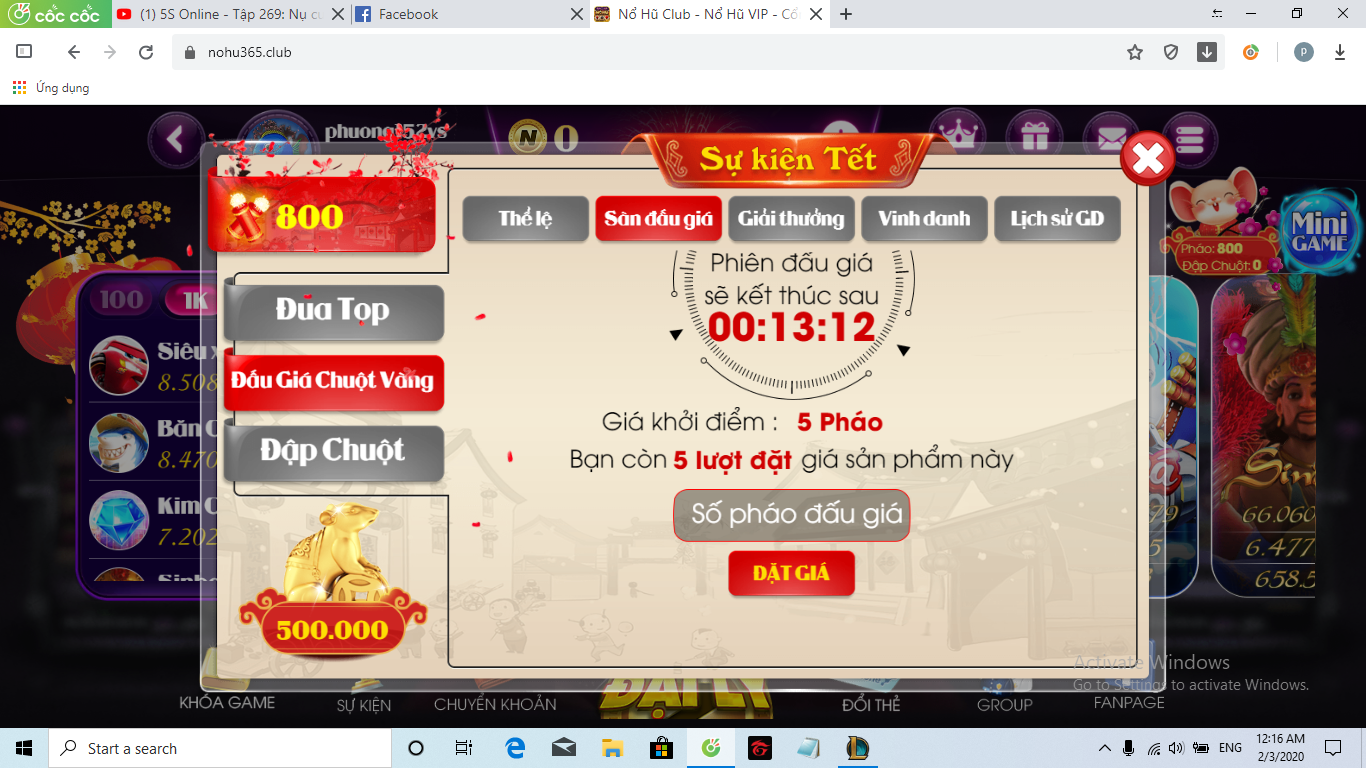 cốc cốc
(1) 5S Online - Tập 269: Nụ c
Facebook
Nổ Hũ Club - Nổ Hũ VIP - Cổ
nohu365.club
P
Ứng dụng
phuong152vs
N 0
Sự kiện Tết
800
Thể lệ
Sàn đấu giá
Giải thưởng
Vinh danh
Lịch sử GD
Pháo: 800
Đập Chuột: 0
Mini
GAME
Phiên đấu giá
sẽ kết thúc sau
00:13:12
100
1K
Đua Top
Siêu x
8.508
Đấu Giá Chuột Vàng
Băn C
8.470
Đập Chuột
Kim C
7.202
Giá khởi điểm : 5 Pháo
Bạn còn 5 lượt đặt giá sản phẩm này
Số pháo đấu giá
ĐẶT GIÁ
66.060
6.477
658.5
500.000
Activate Windows
Go to Settings to activate Windows.
KHÓA GAME
SỰ KIỆN
CHUYỂN KHOẢN
ĐẠI LÝ
ĐỔI THẺ
GROUP
FANPAGE
Start a search
ENG
12:16 AM
2/3/2020